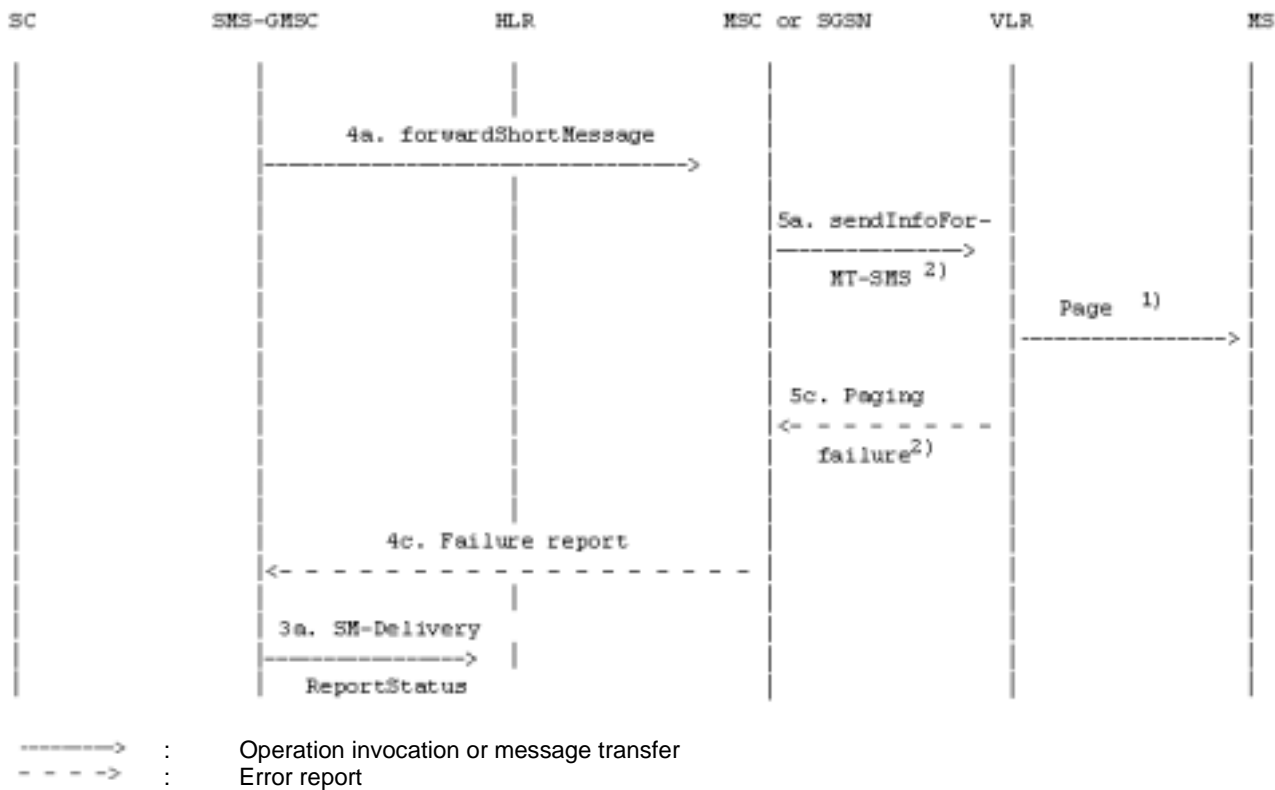 SC SMS-GMSC HLR MSC or SGSN VLR MS
4a. forwardShortMessage
5a. sendInfoFor-
MT-SMS 2)
Page 1)
5c. Paging
failure2)
4c. Failure report
3a. SM-Delivery
ReportStatus
: Operation invocation or message transfer
: Error report